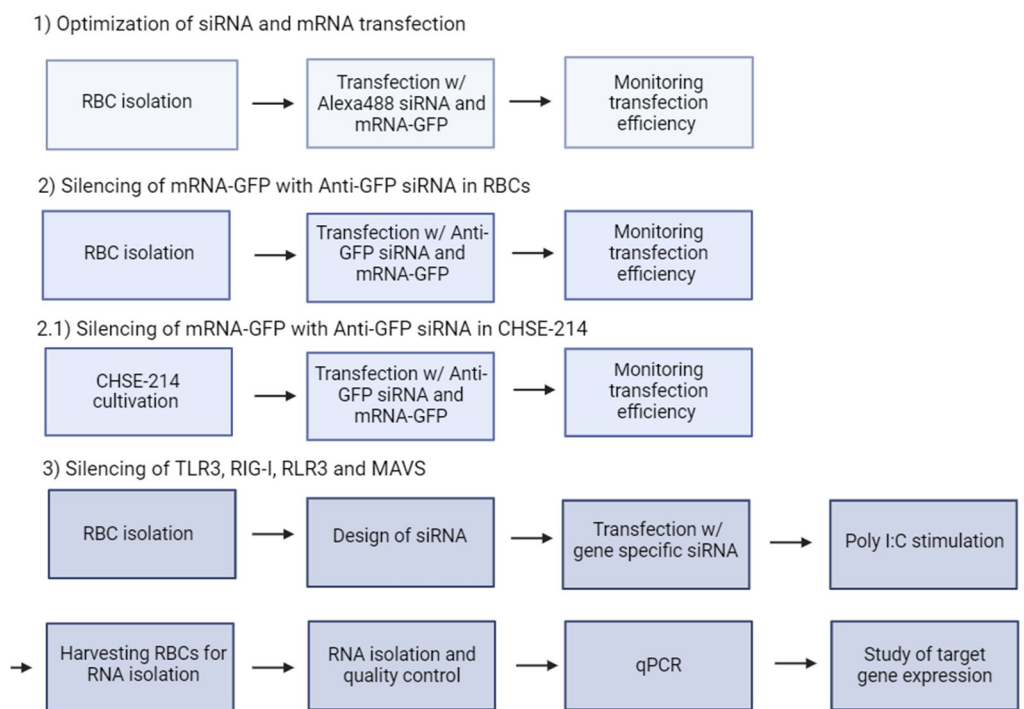 1) Optimization of siRNA and mRNA transfection
RBC isolation
Transfection w/
Alexa488 siRNA and
mRNA-GFP
Monitoring
transfection
efficiency
2) Silencing of mRNA-GFP with Anti-GFP siRNA in RBCs
RBC isolation
Transfection w/ Anti-
GFP siRNA and
mRNA-GFP
Monitoring
transfection
efficiency
2.1) Silencing of mRNA-GFP with Anti-GFP siRNA in CHSE-214
CHSE-214
cultivation
Transfection w/ Anti-
GFP siRNA and
mRNA-GFP
Monitoring
transfection
efficiency
3) Silencing of TLR3, RIG-I, RLR3 and MAVS
RBC isolation
Design of siRNA
Transfection w/
gene specific siRNA
Poly I:C stimulation
Harvesting RBCs for
RNA isolation
RNA isolation and
quality control
qPCR
Study of target
gene expression